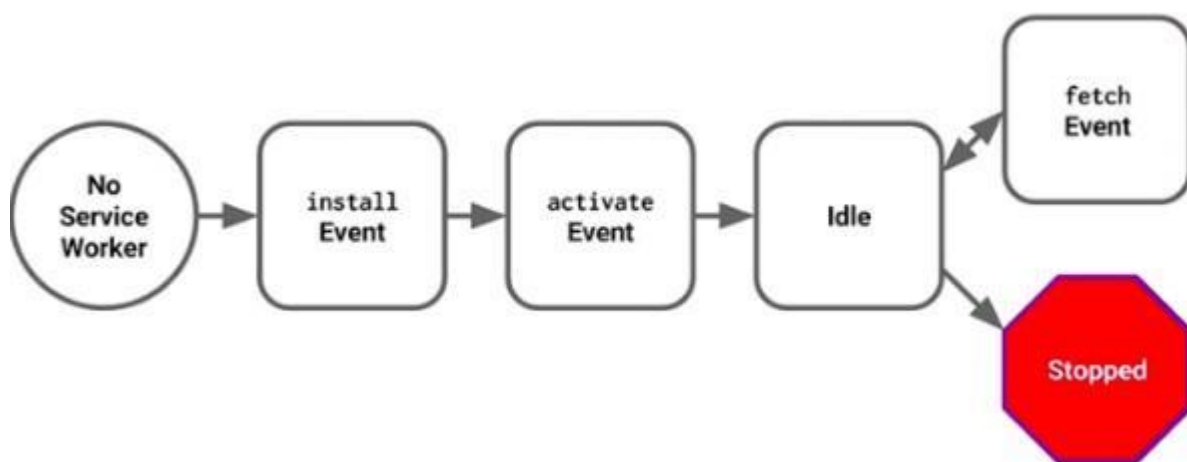 No
Service
Worker
install
Event
activate
Event
Idle
fetch
Event
Stopped